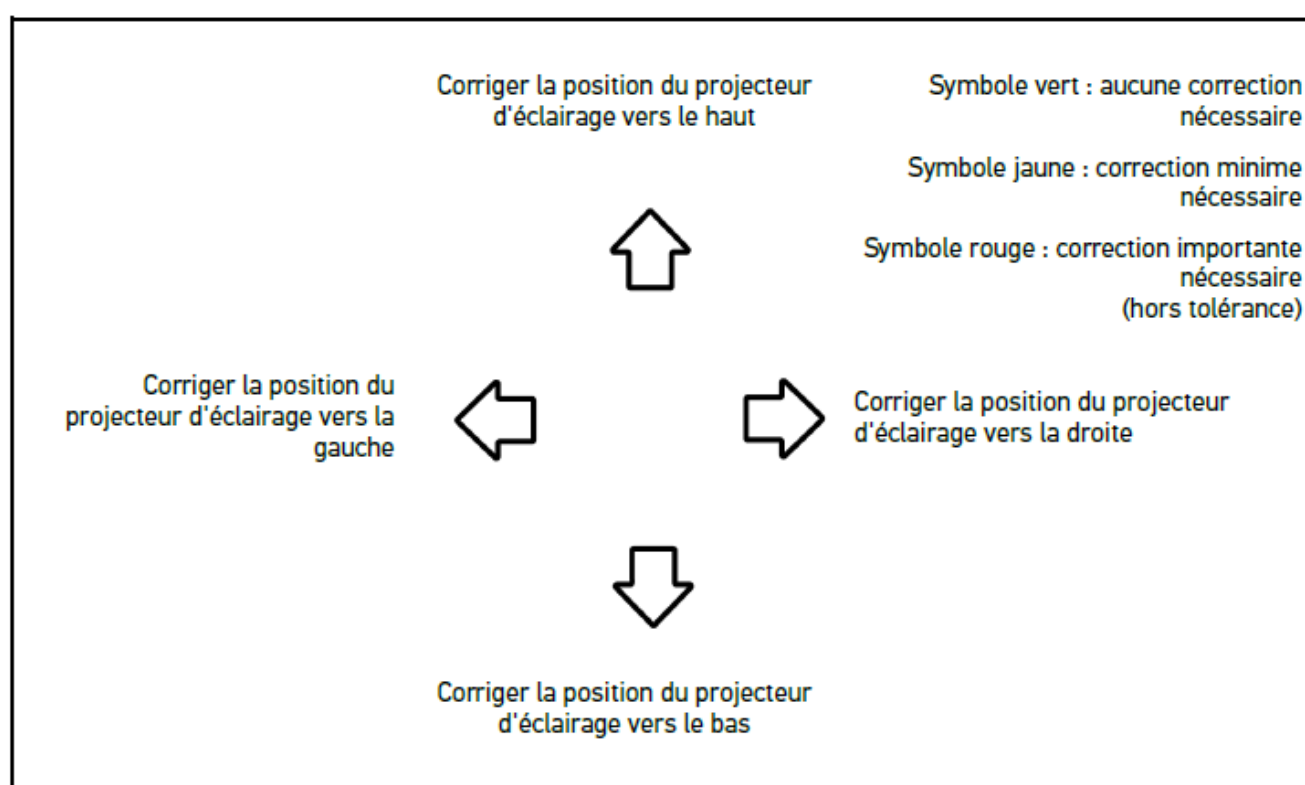 Corriger la position du projecteur
d'éclairage vers le haut
Symbole vert : aucune correction
nécessaire
Symbole jaune : correction minime
nécessaire
Symbole rouge : correction importante
nécessaire
(hors tolérance)
Corriger la position du
projecteur d'éclairage vers la
gauche
Corriger la position du projecteur
d'éclairage vers la droite
Corriger la position du projecteur
d'éclairage vers le bas